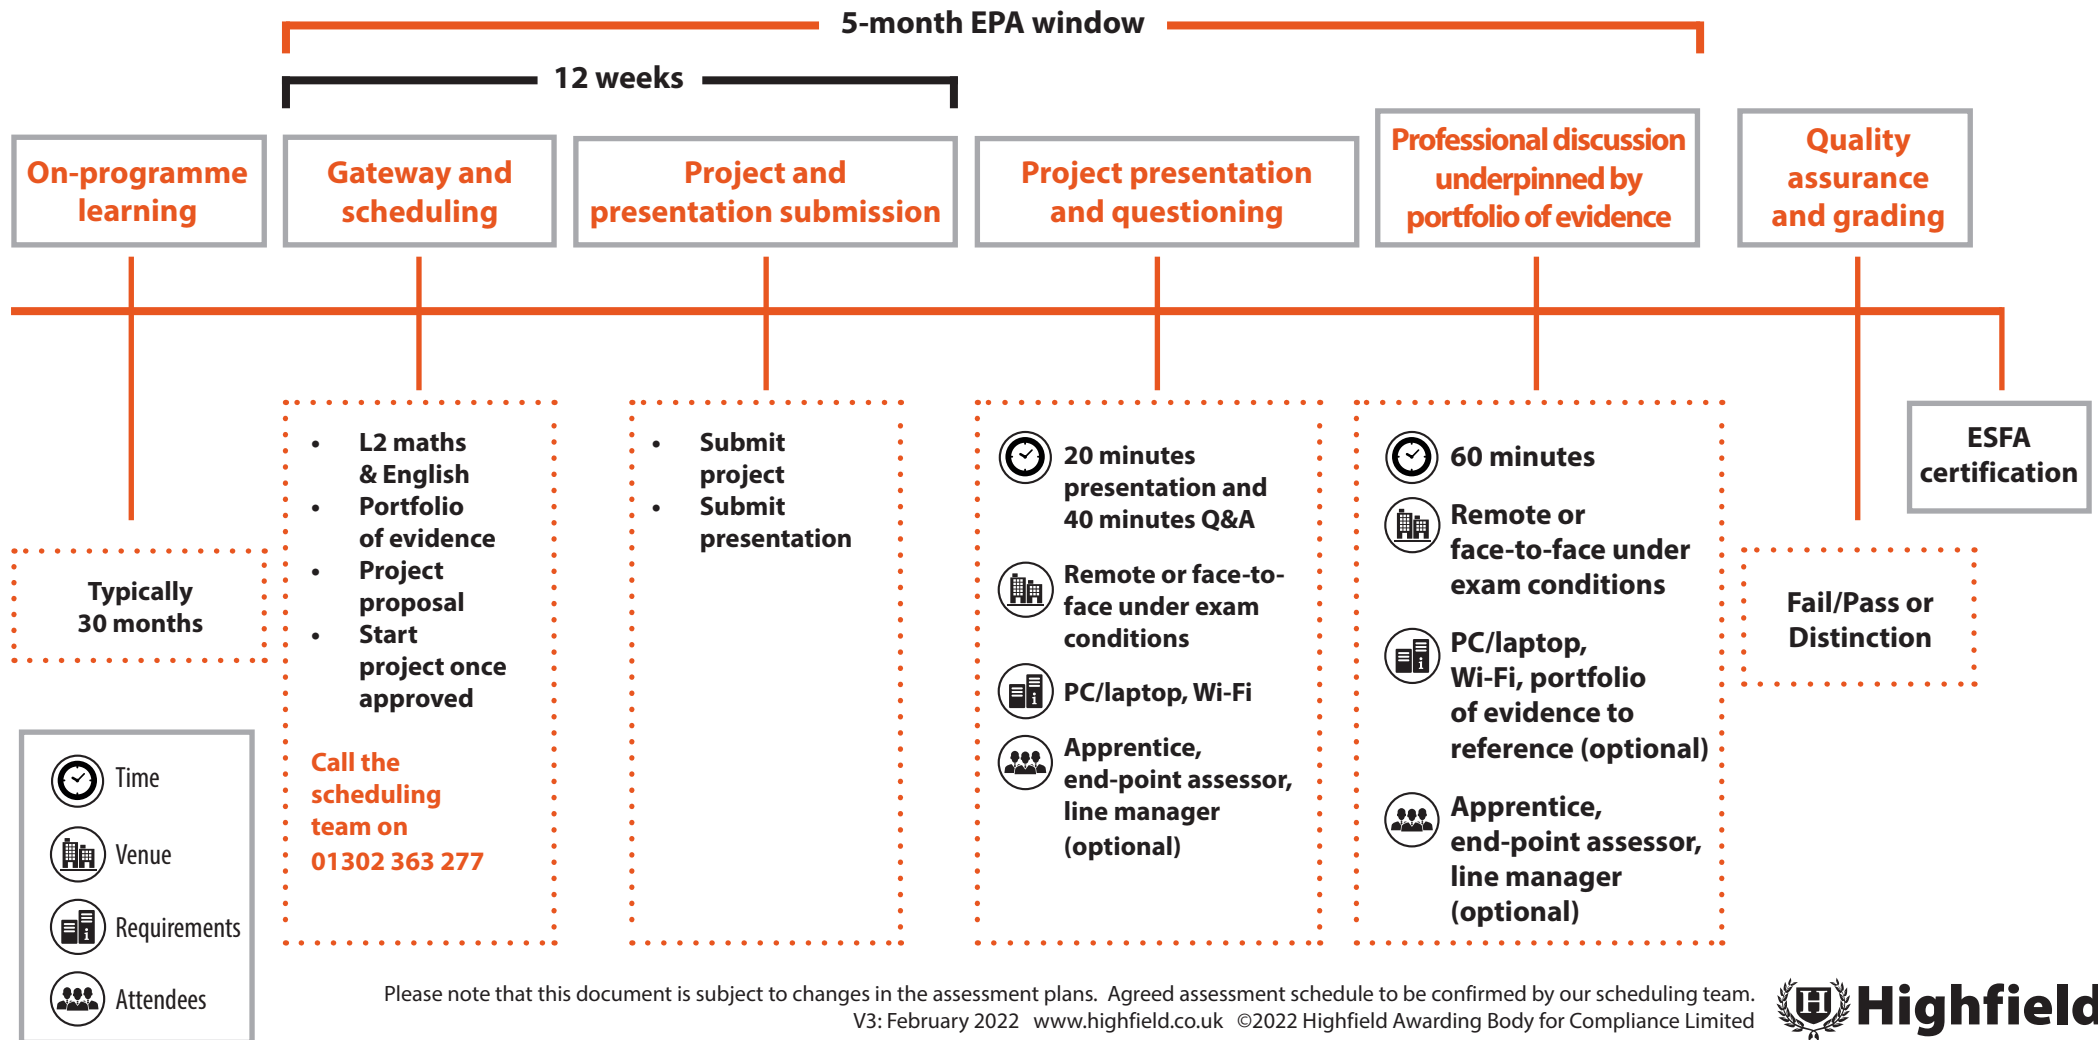 5-month EPA window
12 weeks
On-programme
learning
Gateway and
scheduling
Project and
presentation submission
Project presentation
and questioning
Professional discussion
underpinned by
portfolio of evidence
Quality
assurance
and grading
Typically
30 months
• L2 maths
& English
• Portfolio
of evidence
• Project
proposal
• Start
project once
approved
Call the
scheduling
team on
01302 363 277
• Submit
project
• Submit
presentation
20 minutes
presentation and
40 minutes Q&A
Remote or face-to-
face under exam
conditions
PC/laptop, Wi-Fi
Apprentice,
end-point assessor,
line manager
(optional)
60 minutes
Remote or
face-to-face under
exam conditions
PC/laptop,
Wi-Fi, portfolio
of evidence to
reference (optional)
Apprentice,
end-point assessor,
line manager
(optional)
Fail/Pass or
Distinction
ESFA
certification
Time
Venue
Requirements
Attendees
Please note that this document is subject to changes in the assessment plans. Agreed assessment schedule to be confirmed by our scheduling team.
V3: February 2022 www.highfield.co.uk ©2022 Highfield Awarding Body for Compliance Limited
H Highfield